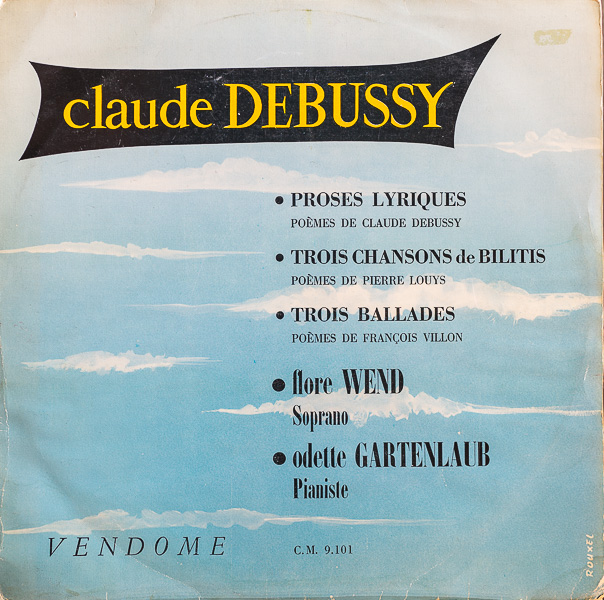 claude DEBUSSY
• PROSES LYRIQUES
POÈMES DE CLAUDE DEBUSSY
• TROIS CHANSONS de BILITIS
POÈMES DE PIERRE LOUYS
• TROIS BALLADES
POÈMES DE FRANÇOIS VILLON
• flore WEND
Soprano
• odette GARTENLAUB
Pianiste
VENDOME
C.M. 9.101
ROUXEL